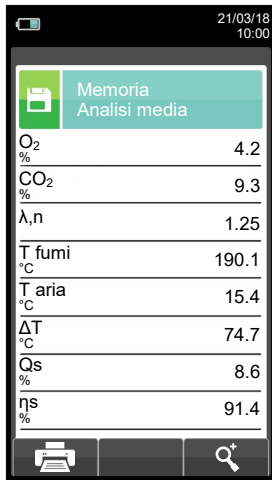 21/03/18
10:00
Memoria
Analisi media
O2
% 4.2
CO2
% 9.3
λ,n 1.25
T fumi
°C 190.1
T aria
°C 15.4
ΔT
°C 74.7
Qs
% 8.6
ηs
% 91.4